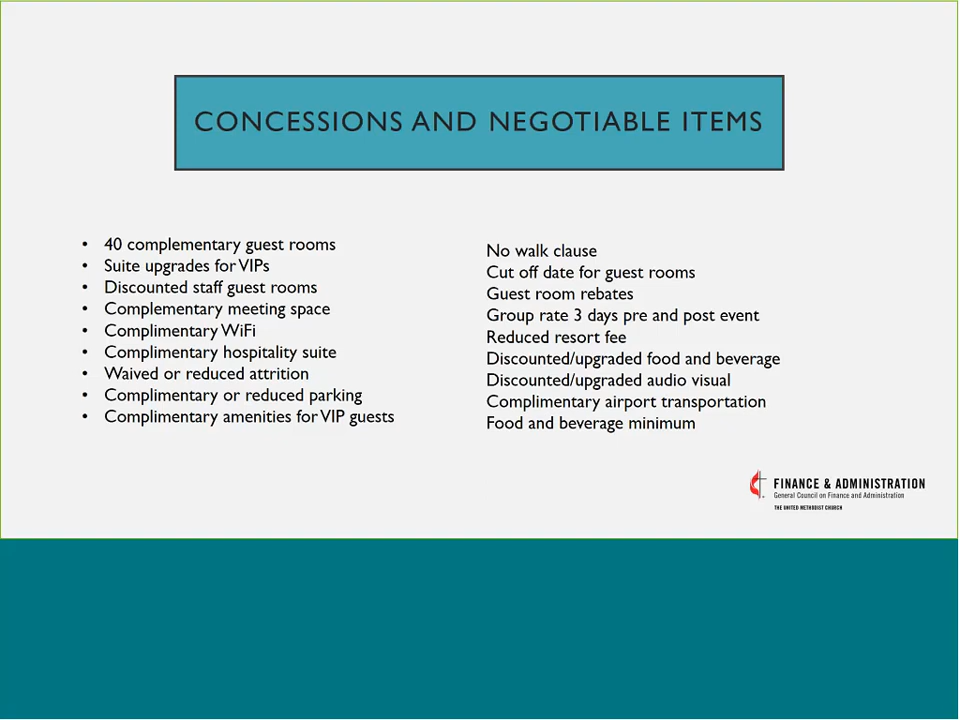 CONCESSIONS AND NEGOTIABLE ITEMS
• 40 complementary guest rooms
• Suite upgrades for VIPs
• Discounted staff guest rooms
• Complementary meeting space
• Complimentary WiFi
• Complimentary hospitality suite
• Waived or reduced attrition
• Complimentary or reduced parking
• Complimentary amenities for VIP guests
No walk clause
Cut off date for guest rooms
Guest room rebates
Group rate 3 days pre and post event
Reduced resort fee
Discounted/upgraded food and beverage
Discounted/upgraded audio visual
Complimentary airport transportation
Food and beverage minimum
FINANCE & ADMINISTRATION
General Council on Finance and Administration
THE UNITED METHODIST CHURCH